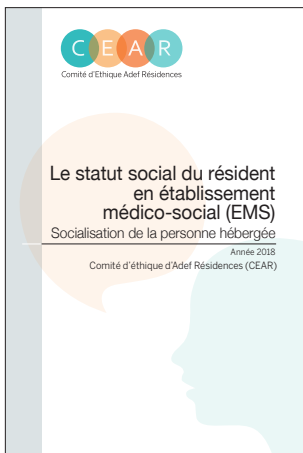 CEAR
Comité d'Ethique Adef Résidences
Le statut social du résident
en établissement
médico-social (EMS)
Socialisation de la personne hébergée
Année 2018
Comité d'éthique d'Adef Résidences (CEAR)